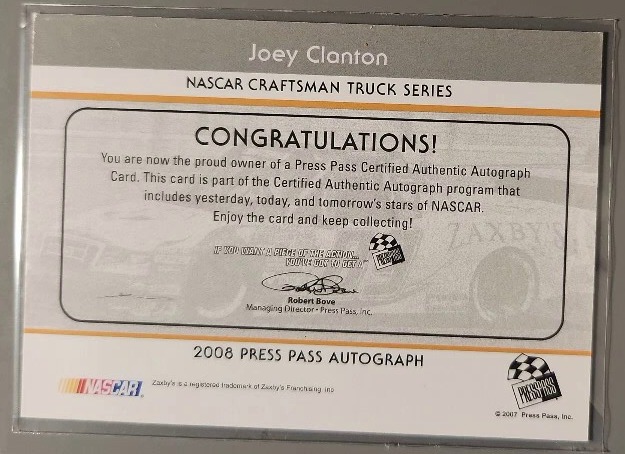 Joey Clanton
NASCAR CRAFTSMAN TRUCK SERIES
CONGRATULATIONS!
You are now the proud owner of a Press Pass Certified Authentic Autograph
Card. This card is part of the Certified Authentic Autograph program that
includes yesterday, today, and tomorrow's stars of NASCAR.
Enjoy the card and keep collecting!
ZAXBY'S
IF YOU WANT A PIECE OF THE ACTION...
YOU'VE GOT TO GET A
PRESS PASS
Robert Bove
Managing Director • Press Pass, Inc.
2008 PRESS PASS AUTOGRAPH
NASCAR
Zaxby's is a registered trademark of Zaxby's Franchising, Inc
PRESS PASS
© 2007 Press Pass, Inc.